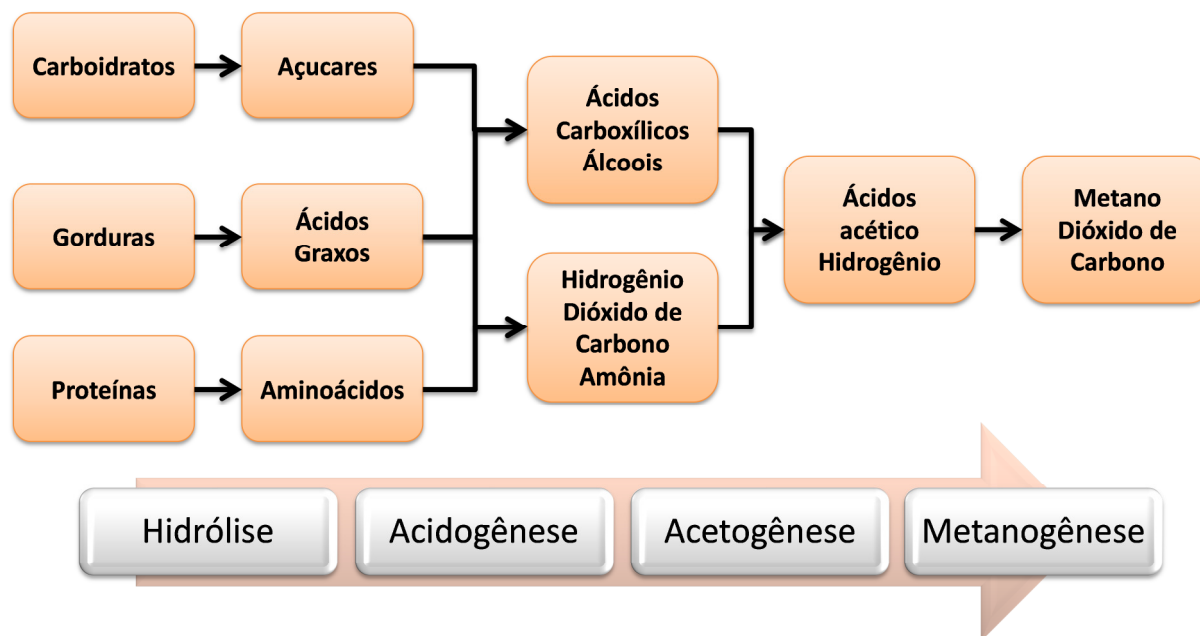 Carboidratos
Açucares
Ácidos
Carboxílicos
Álcoois
Gorduras
Ácidos
Graxos
Ácidos
acético
Hidrogênio
Metano
Dióxido de
Carbono
Hidrogênio
Dióxido de
Carbono
Amônia
Proteínas
Aminoácidos
Hidrólise
Acidogênese
Acetogênese
Metanogênese